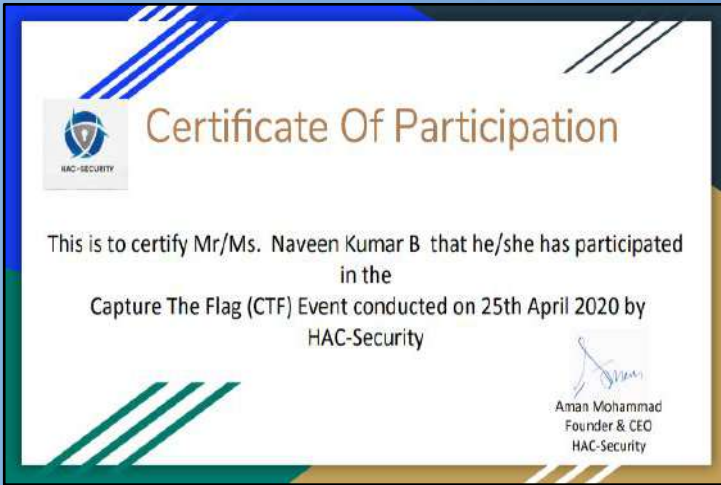 Certificate Of Participation
HAC-SECURITY
This is to certify Mr/Ms. Naveen Kumar B that he/she has participated
in the
Capture The Flag (CTF) Event conducted on 25th April 2020 by
HAC-Security
Aman Mohammad
Founder & CEO
HAC-Security